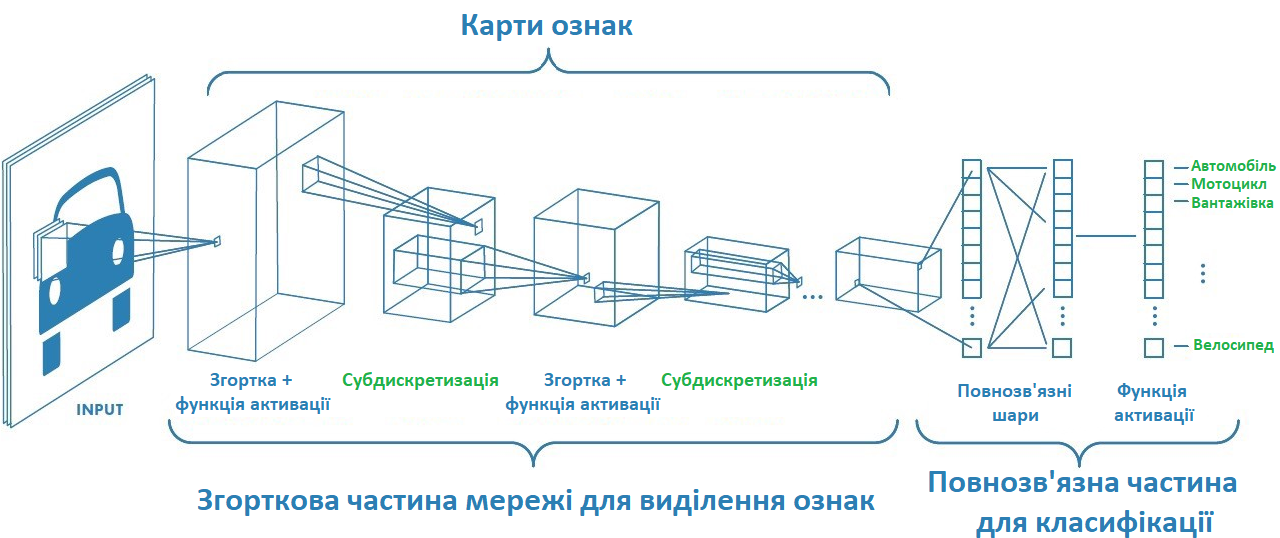 Карти ознак
Автомобіль
Мотоцикл
Вантажівка
Велосипед
INPUT
Згортка +
функція активації
Субдискретизація
Згортка +
функція активації
Субдискретизація
Повнозв'язні
шари
Функція
активації
Згорткова частина мережі для виділення ознак
Повнозв'язна частина
для класифікації